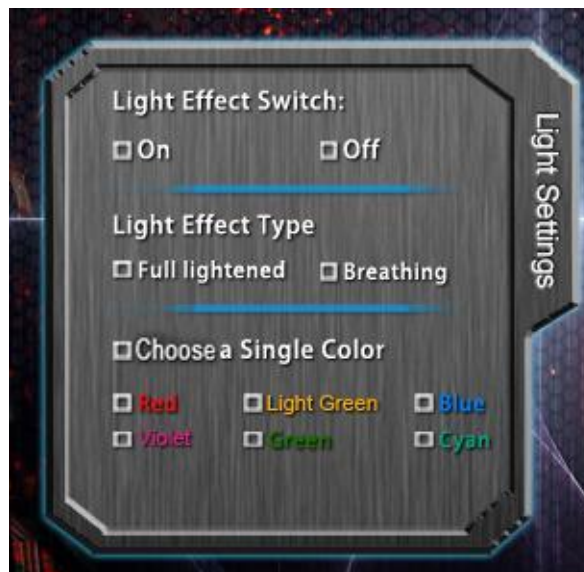 Light Effect Switch:
On Off
Light Effect Type
Full lightened Breathing
Choose a Single Color
Red Light Green Blue
Violet Green Cyan
Light Settings